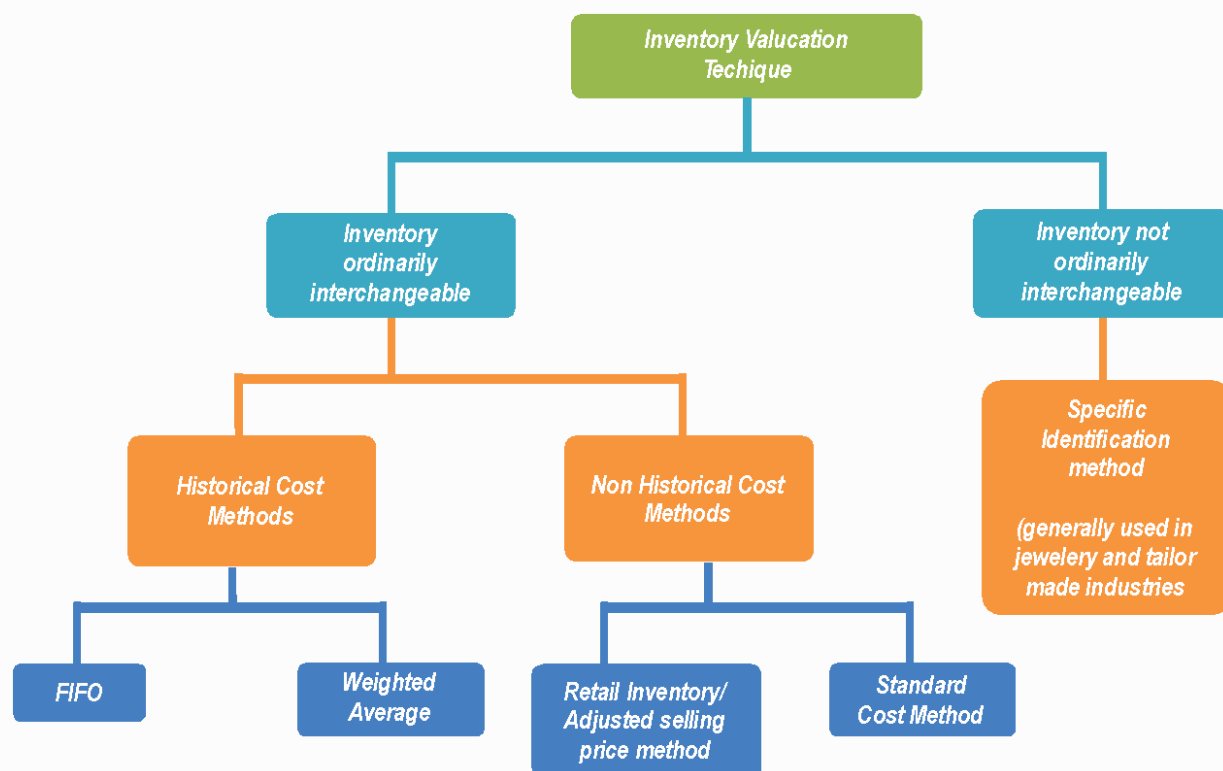 Inventory Valucation
Techique
Inventory
ordinarily
interchangeable
Inventory not
ordinarily
interchangeable
Historical Cost
Methods
Non Historical Cost
Methods
Specific
Identification
method
(generally used in
jewelery and tailor
made industries
FIFO
Weighted
Average
Retail Inventory/
Adjusted selling
price method
Standard
Cost Method